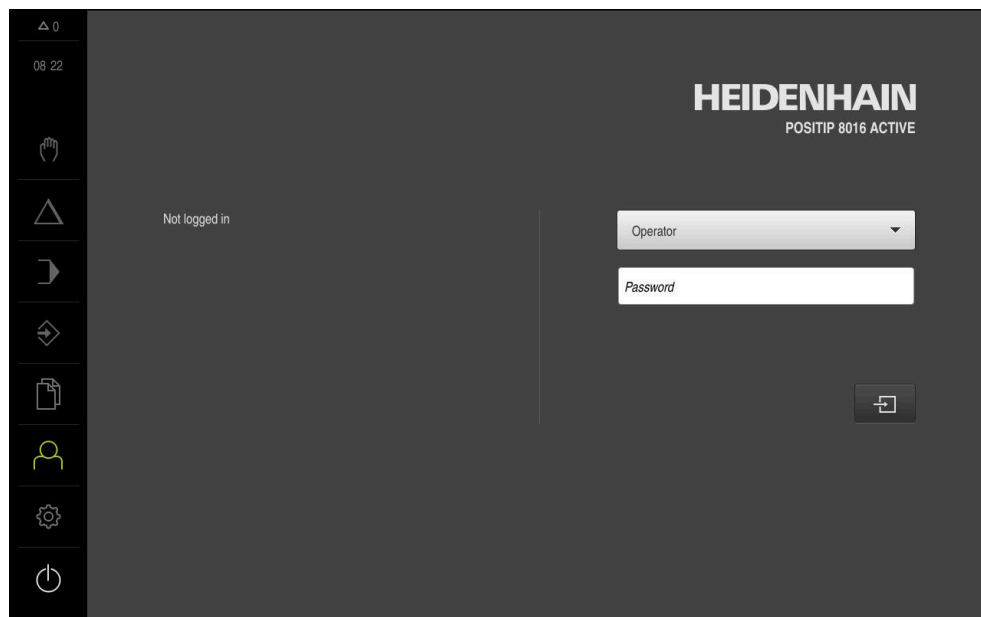 0
08 22
HEIDENHAIN
POSITIP 8016 ACTIVE
Not logged in
Operator
Password